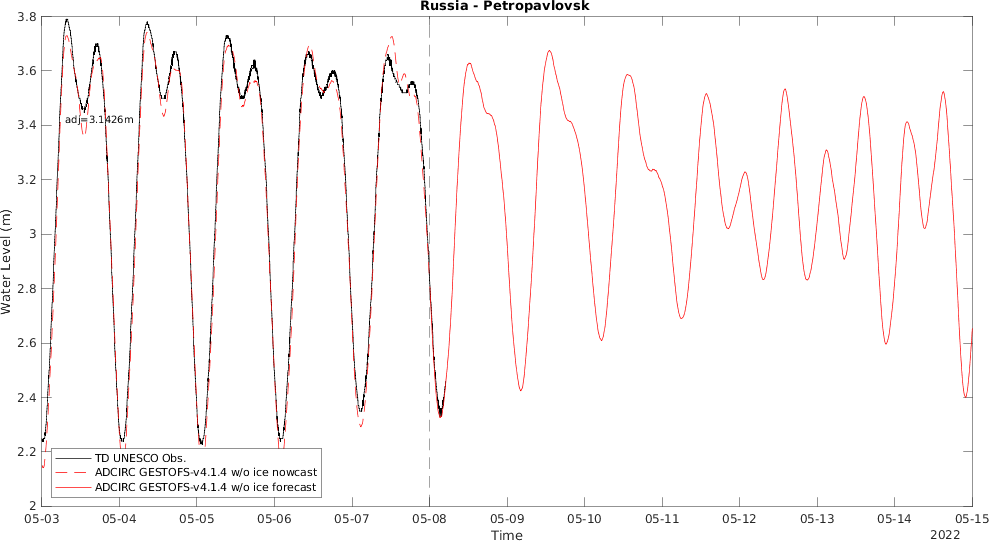 Russia - Petropavlovsk
3.8
3.6
3.4
3.2
3
2.8
2.6
2.4
2.2
2
Water Level (m)
adj=3.1426m
TD UNESCO Obs.
ADCIRC GESTOFS-v4.1.4 w/o ice nowcast
ADCIRC GESTOFS-v4.1.4 w/o ice forecast
05-03 05-04 05-05 05-06 05-07 05-08 05-09 05-10 05-11 05-12 05-13 05-14 05-15
Time
2022